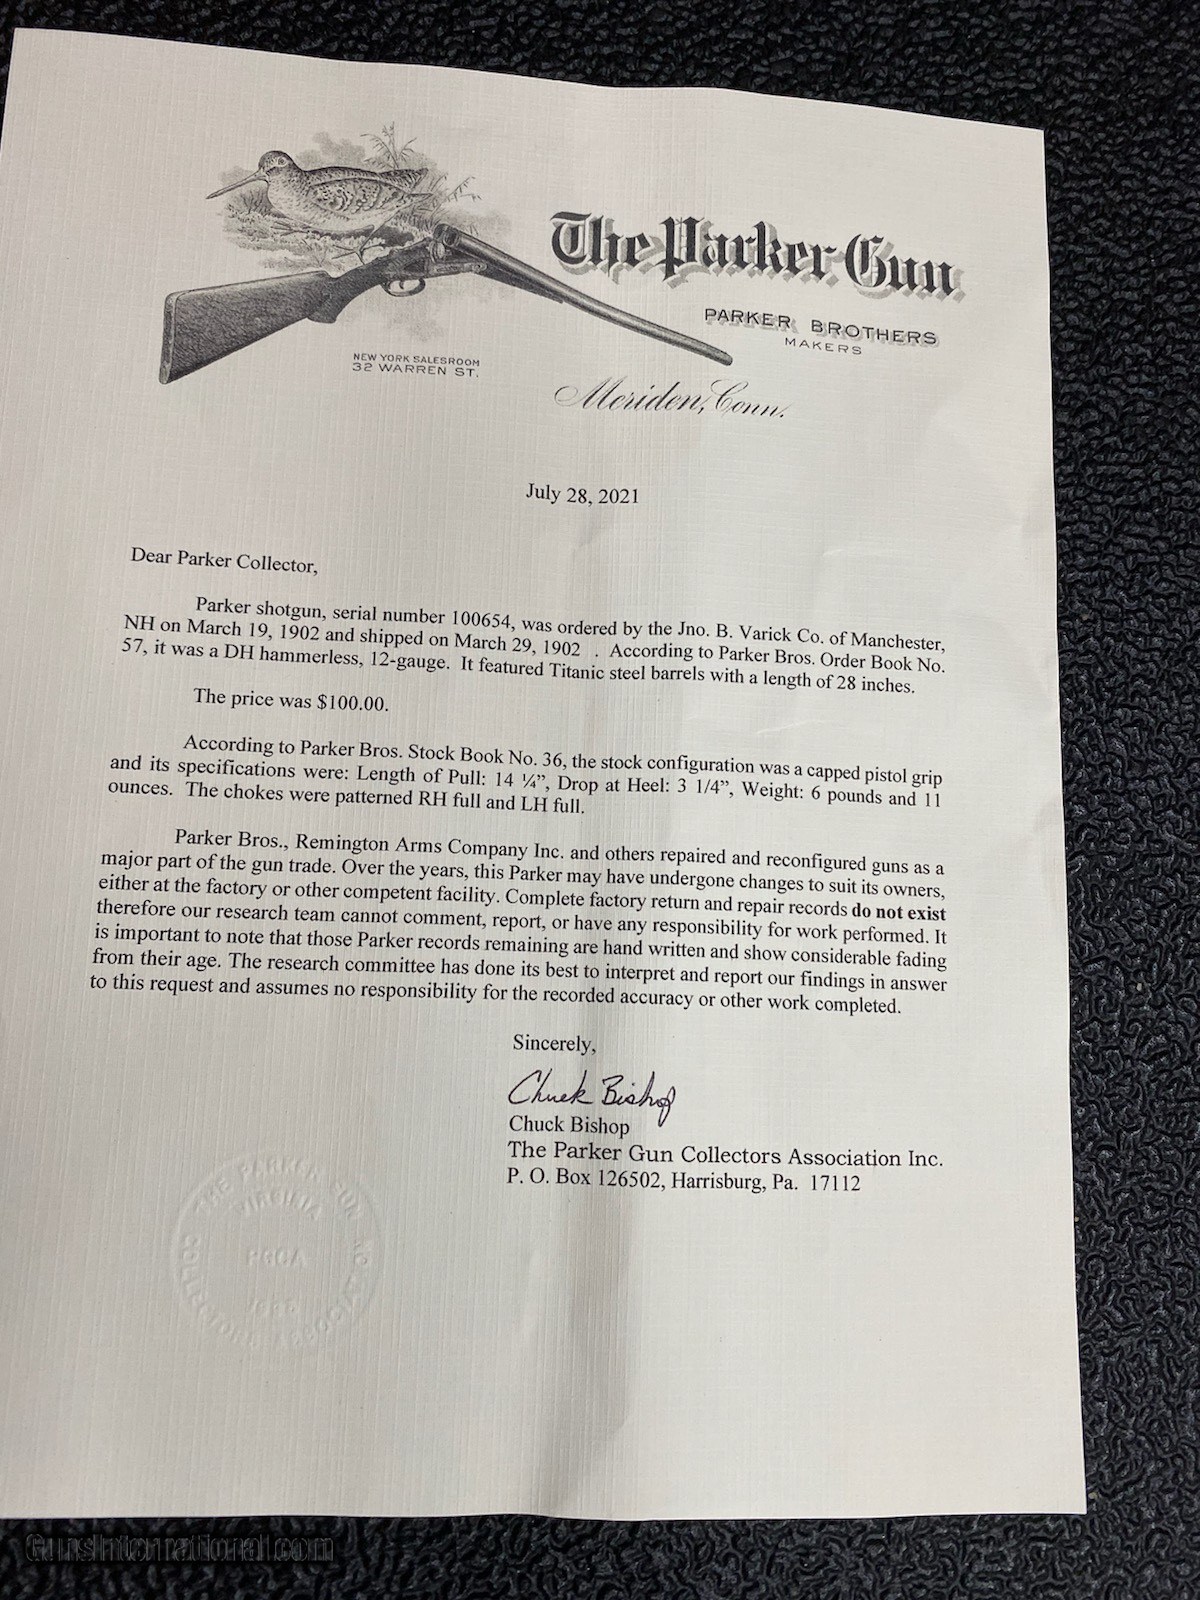 The Parker Gun
PARKER BROTHERS
MAKERS
NEW YORK SALESROOM
32 WARREN ST.
Meriden, Conn.
July 28, 2021
Dear Parker Collector,
Parker shotgun, serial number 100654, was ordered by the Jno. B. Varick Co. of Manchester,
NH on March 19, 1902 and shipped on March 29, 1902 . According to Parker Bros. Order Book No.
57, it was a DH hammerless, 12-gauge. It featured Titanic steel barrels with a length of 28 inches.
The price was $100.00.
According to Parker Bros. Stock Book No. 36, the stock configuration was a capped pistol grip
and its specifications were: Length of Pull: 14 ¼”, Drop at Heel: 3 1/4”, Weight: 6 pounds and 11
ounces. The chokes were patterned RH full and LH full.
Parker Bros., Remington Arms Company Inc. and others repaired and reconfigured guns as a
major part of the gun trade. Over the years, this Parker may have undergone changes to suit its owners,
either at the factory or other competent facility. Complete factory return and repair records do not exist
therefore our research team cannot comment, report, or have any responsibility for work performed. It
is important to note that those Parker records remaining are hand written and show considerable fading
from their age. The research committee has done its best to interpret and report our findings in answer
to this request and assumes no responsibility for the recorded accuracy or other work completed.
Sincerely,
Chuck Bishop
Chuck Bishop
The Parker Gun Collectors Association Inc.
P. O. Box 126502, Harrisburg, Pa. 17112
THE PARKER GUN
COLLECTORS
VIRGINIA
PGCA
GunsInternational.com